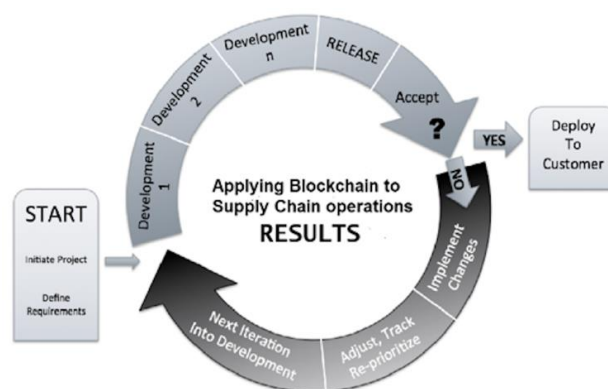 START
Initiate Project
Define
Requirements
Development
1
Development
2
Development
n
RELEASE
Accept
?
YES
Deploy
To
Customer
NO
Implement
Changes
Adjust, Track
Re-prioritize
Next Iteration
Into Development
Applying Blockchain to
Supply Chain operations
RESULTS